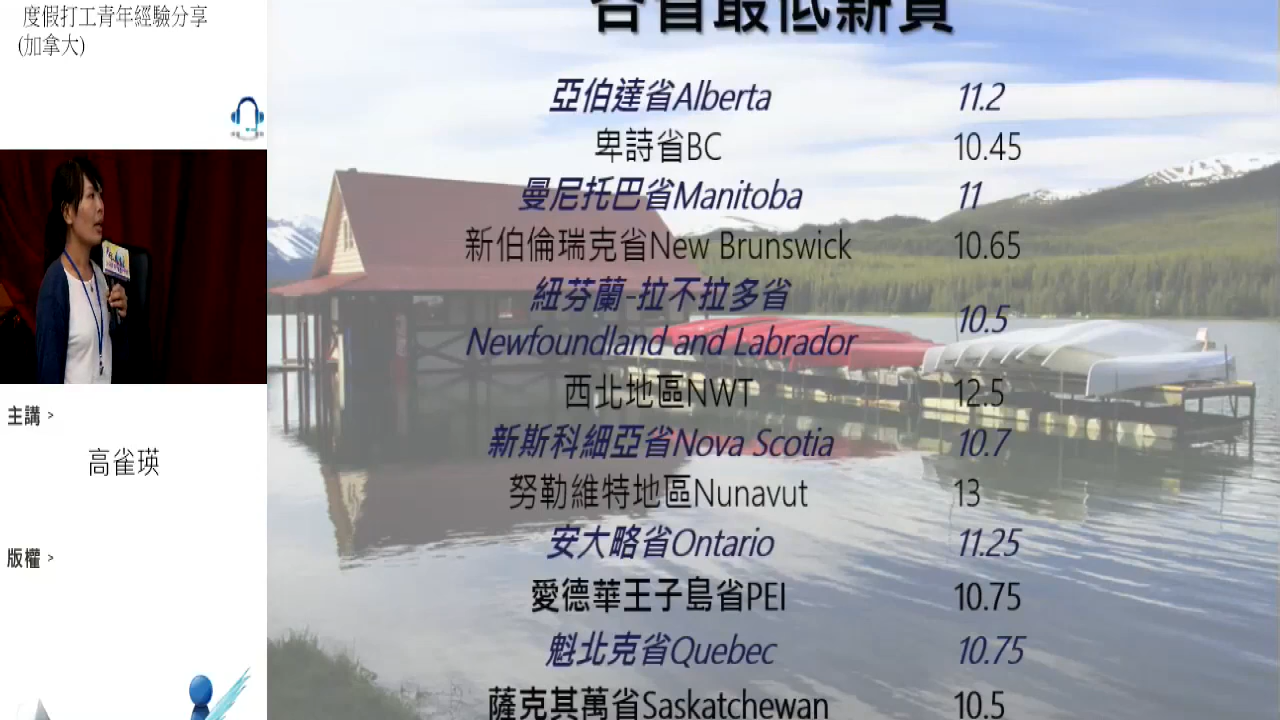 度假打工青年經驗分享
(加拿大)
主講 >
高雀瑛
版權 >
各省最低薪資
亞伯達省Alberta 11.2
卑詩省BC 10.45
曼尼托巴省Manitoba 11
新伯倫瑞克省New Brunswick 10.65
紐芬蘭-拉不拉多省
Newfoundland and Labrador 10.5
西北地區NWT 12.5
新斯科細亞省Nova Scotia 10.7
努勒維特地區Nunavut 13
安大略省Ontario 11.25
愛德華王子島省PEI 10.75
魁北克省Quebec 10.75
薩克其萬省Saskatchewan 10.5